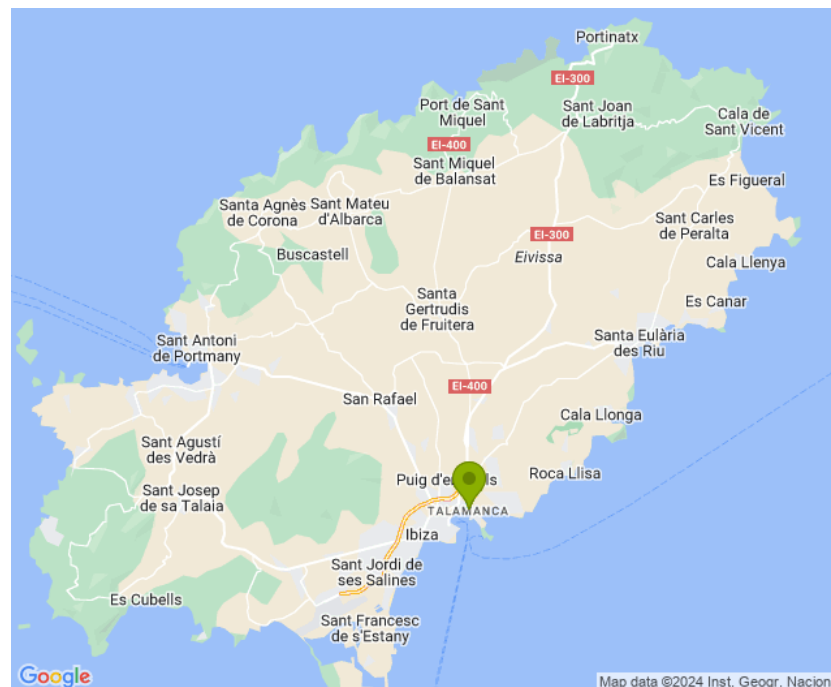 Portinatx
EI-300
Port de Sant
Miquel
Sant Joan
de Labritja
Cala de
Sant Vicent
EI-400
Sant Miquel
de Balansat
Es Figueral
Santa Agnès
de Corona
Sant Mateu
d'Albarca
Sant Carles
de Peralta
EI-300
Buscastell
Eivissa
Cala Llenya
Santa
Gertrudis
de Fruitera
Es Canar
Sant Antoni
de Portmany
Santa Eulària
des Riu
EI-400
San Rafael
Cala Llonga
Sant Agustí
des Vedrà
Roca Llisa
Sant Josep
de sa Talaia
TALAMANCA
Ibiza
Sant Jordi de
ses Salines
Es Cubells
Sant Francesc
de s'Estany
Google
Map data ©2024 Inst. Geogr. Nacion